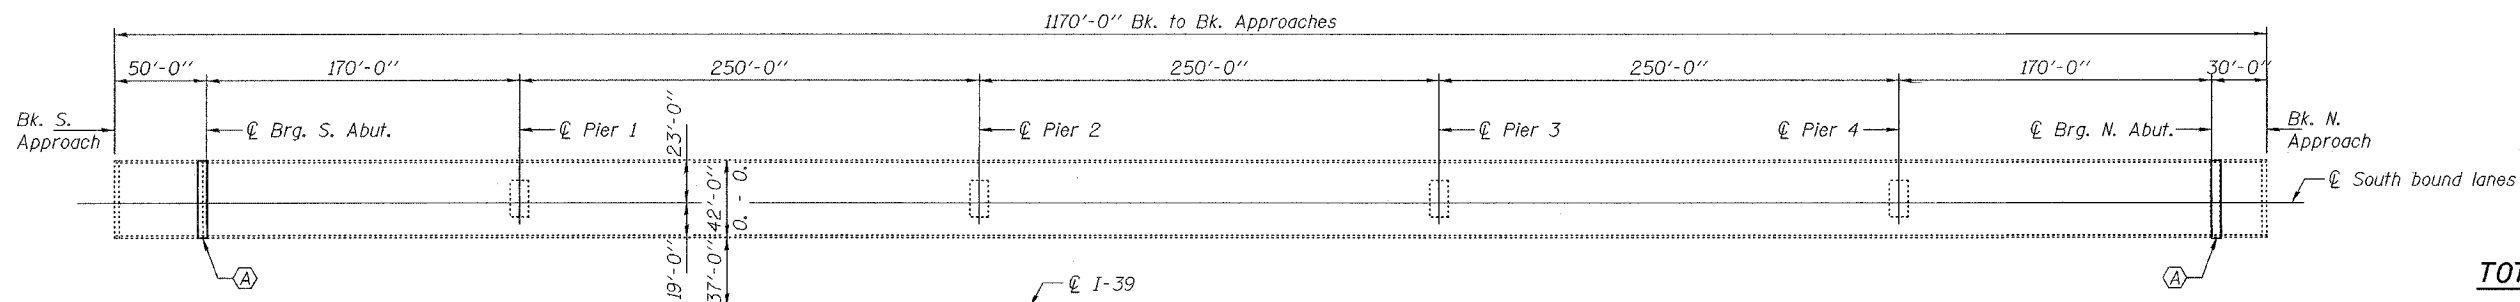 1170'-0" Bk. to Bk. Approaches
50'-0" 170'-0" 250'-0" 250'-0" 250'-0" 170'-0" 30'-0"
Bk. S.
Approach
℄ Brg. S. Abut.
℄ Pier 1
23'-0"
℄ Pier 2
℄ Pier 3
℄ Pier 4
℄ Brg. N. Abut.
Bk. N.
Approach
42'-0"
O. - O.
℄ South bound lanes
19'-0"
37'-0"
A
℄ I-39
A